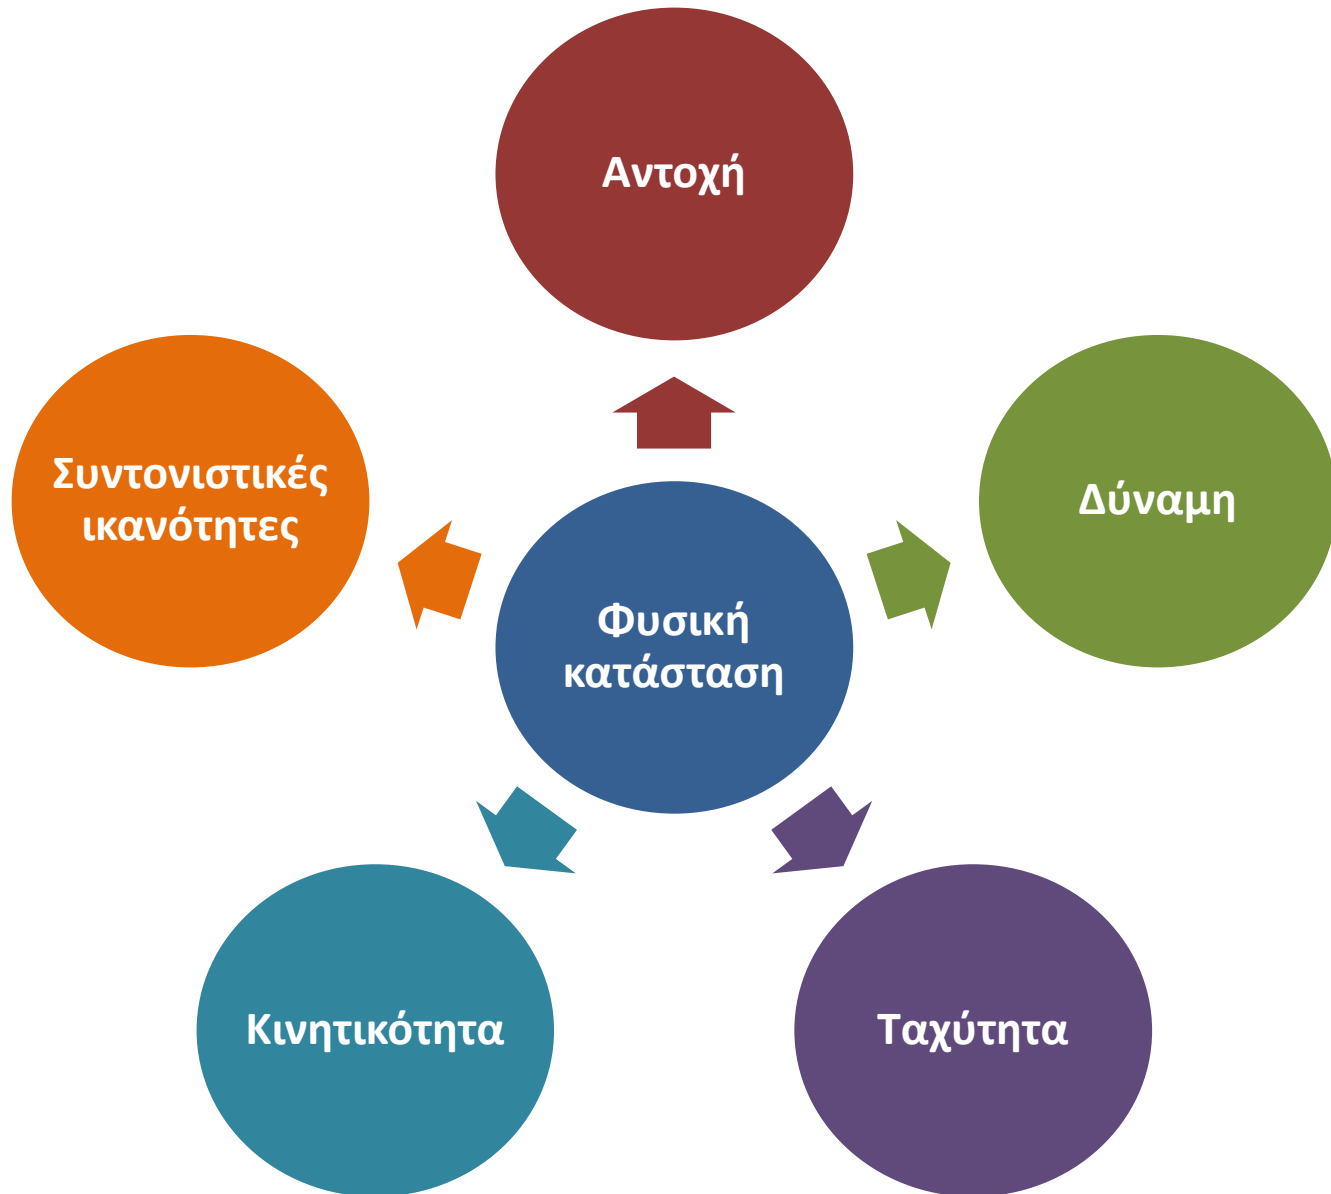 Αντοχή
Συντονιστικές
ικανότητες
Δύναμη
Φυσική
κατάσταση
Κινητικότητα
Ταχύτητα